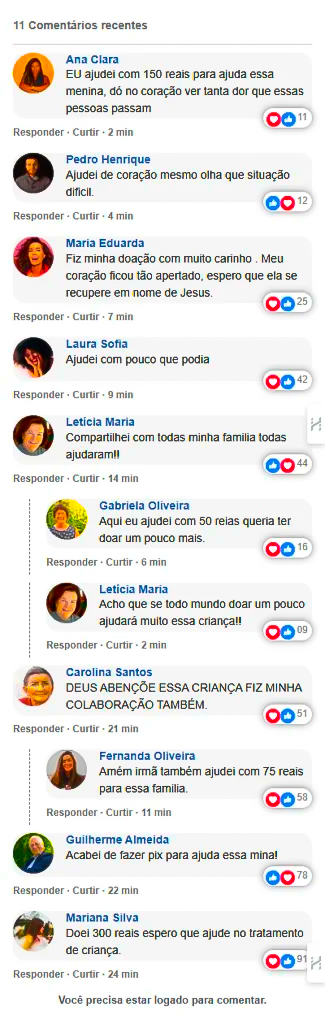 11 Comentários recentes
Ana Clara
EU ajudei com 150 reais para ajuda essa
menina, dó no coração ver tanta dor que essas
pessoas passam
11
Responder · Curtir · 2 min
Pedro Henrique
Ajudei de coração mesmo olha que situação
dificil.
12
Responder · Curtir · 4 min
Maria Eduarda
Fiz minha doação com muito carinho . Meu
coração ficou tão apertado, espero que ela se
recupere em nome de Jesus.
25
Responder · Curtir · 7 min
Laura Sofia
Ajudei com pouco que podia
42
Responder · Curtir · 9 min
Letícia Maria
Compartilhei com todas minha familia todas
ajudaram!!
44
Responder · Curtir · 14 min
Gabriela Oliveira
Aqui eu ajudei com 50 reias queria ter
doar um pouco mais.
16
Responder · Curtir · 6 min
Letícia Maria
Acho que se todo mundo doar um pouco
ajudará muito essa criança!!
09
Responder · Curtir · 2 min
Carolina Santos
DEUS ABENÇÕE ESSA CRIANÇA FIZ MINHA
COLABORAÇÃO TAMBÉM.
51
Responder · Curtir · 21 min
Fernanda Oliveira
Amém irmã também ajudei com 75 reais
para essa família.
58
Responder · Curtir · 11 min
Guilherme Almeida
Acabei de fazer pix para ajuda essa mina!
78
Responder · Curtir · 22 min
Mariana Silva
Doei 300 reais espero que ajude no tratamento
de criança.
91
Responder · Curtir · 24 min
Você precisa estar logado para comentar.